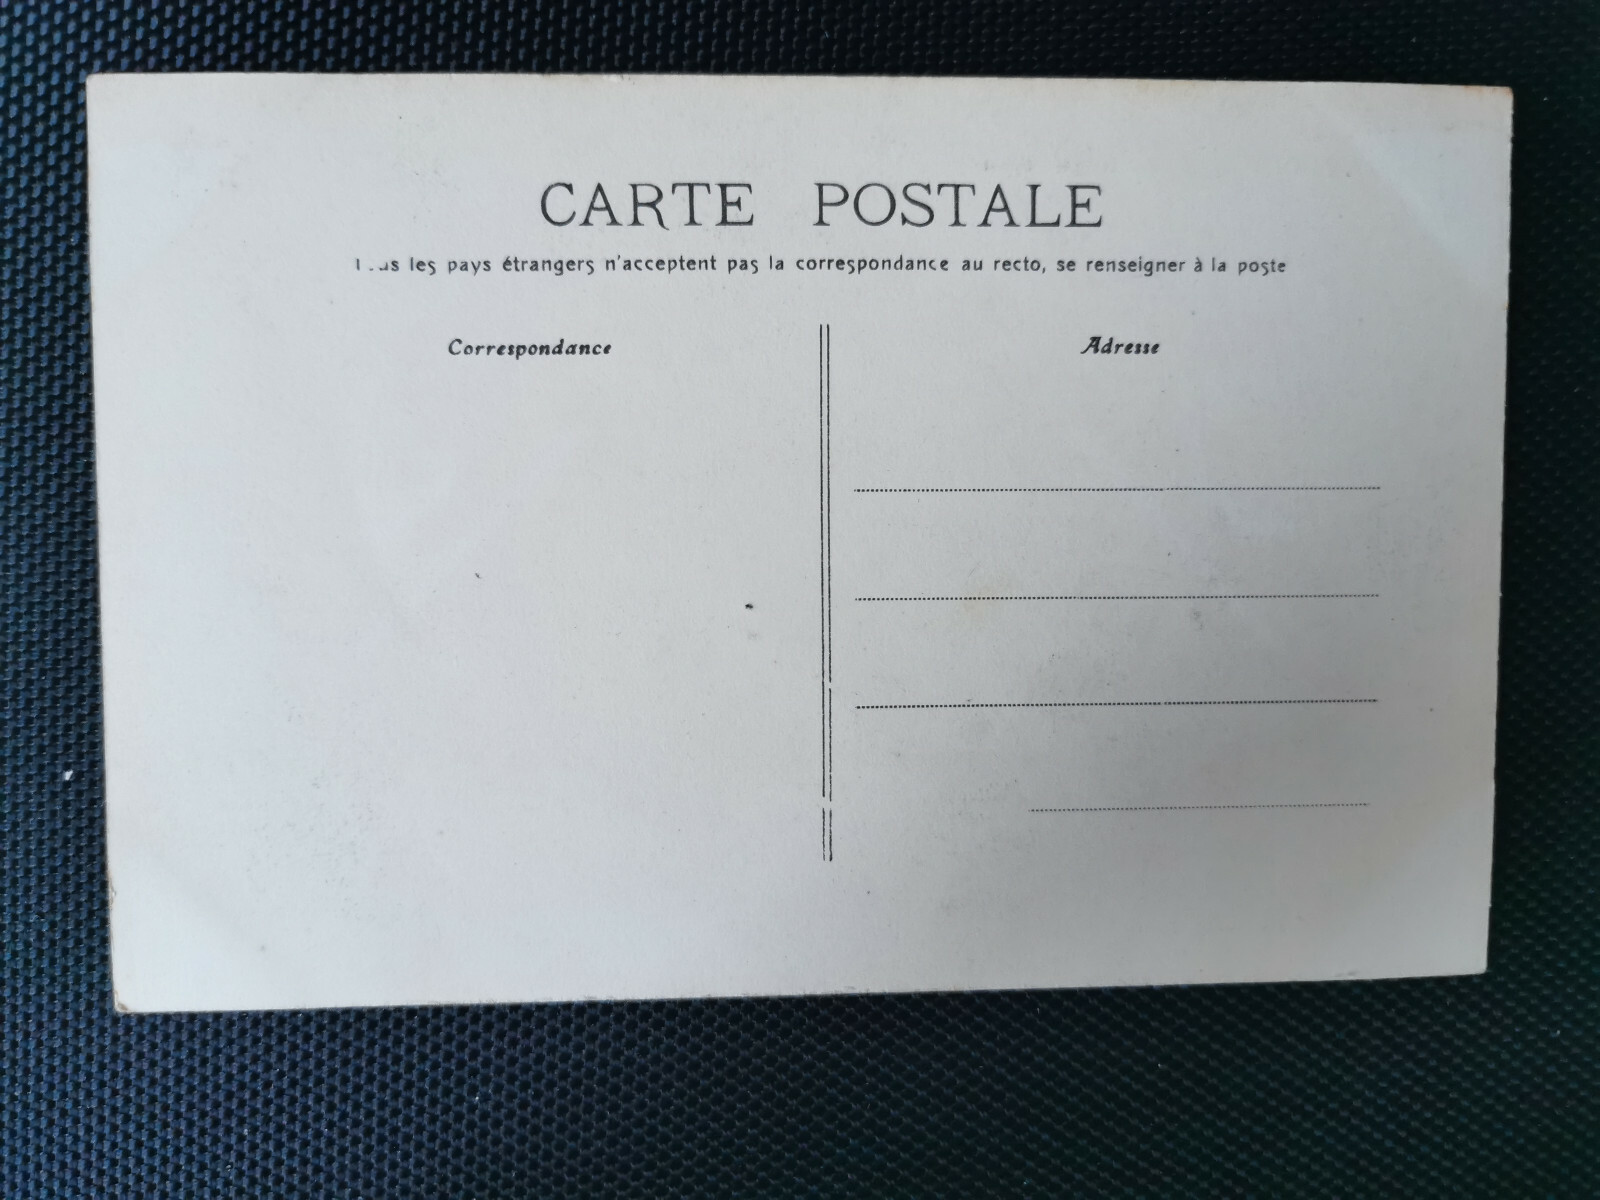 CARTE POSTALE
les pays étrangers n'acceptent pas la correspondance au recto, se renseigner à la poste
Correspondance
Adresse